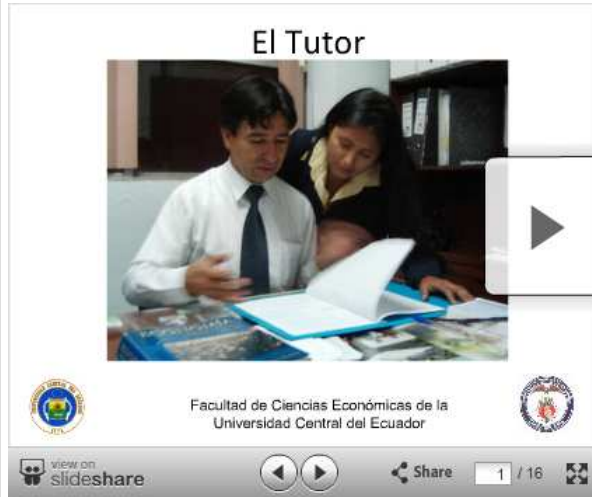 El Tutor
Facultad de Ciencias Económicas de la
Universidad Central del Ecuador
view on
slideshare
Share
1 / 16